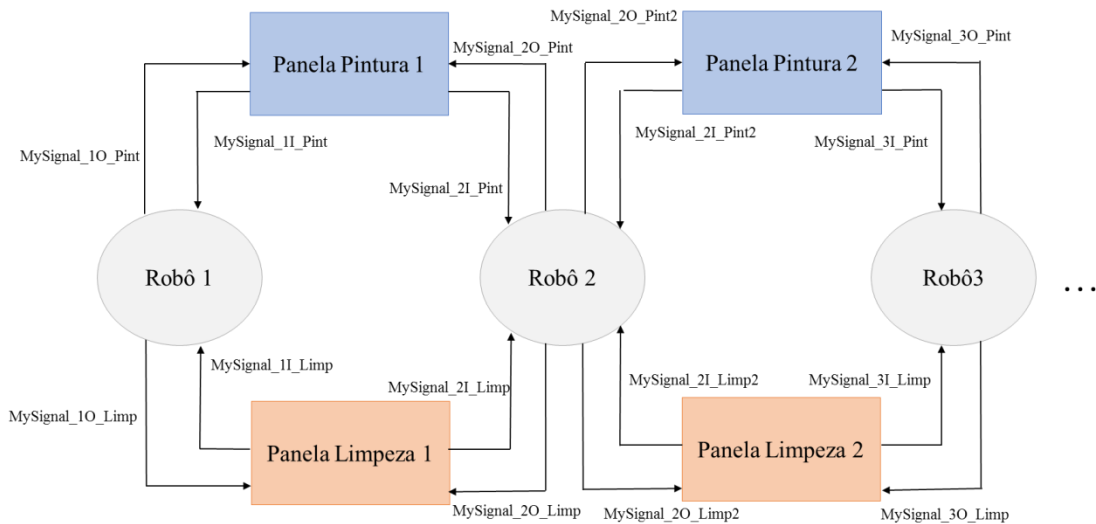 MySignal_2O_Pint2
MySignal_3O_Pint
MySignal_2O_Pint
Panela Pintura 1
Panela Pintura 2
MySignal_2I_Pint2
MySignal_1I_Pint
MySignal_3I_Pint
MySignal_1O_Pint
MySignal_2I_Pint
Robô 1
Robô 2
Robô3
...
MySignal_1I_Limp
MySignal_2I_Limp2
MySignal_3I_Limp
MySignal_2I_Limp
MySignal_1O_Limp
Panela Limpeza 1
Panela Limpeza 2
MySignal_2O_Limp
MySignal_2O_Limp2
MySignal_3O_Limp